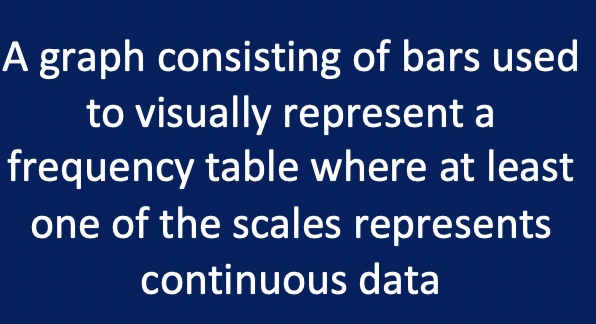 A graph consisting of bars used
to visually represent a
frequency table where at least
one of the scales represents
continuous data